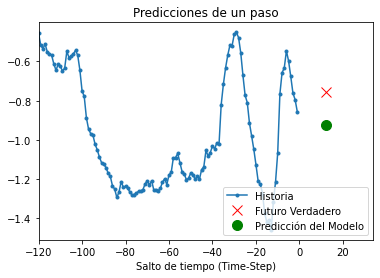 Predicciones de un paso
−0.6
−0.8
−1.0
−1.2
−1.4
Historia
Futuro Verdadero
Predicción del Modelo
−120 −100 −80 −60 −40 −20 0 20
Salto de tiempo (Time-Step)